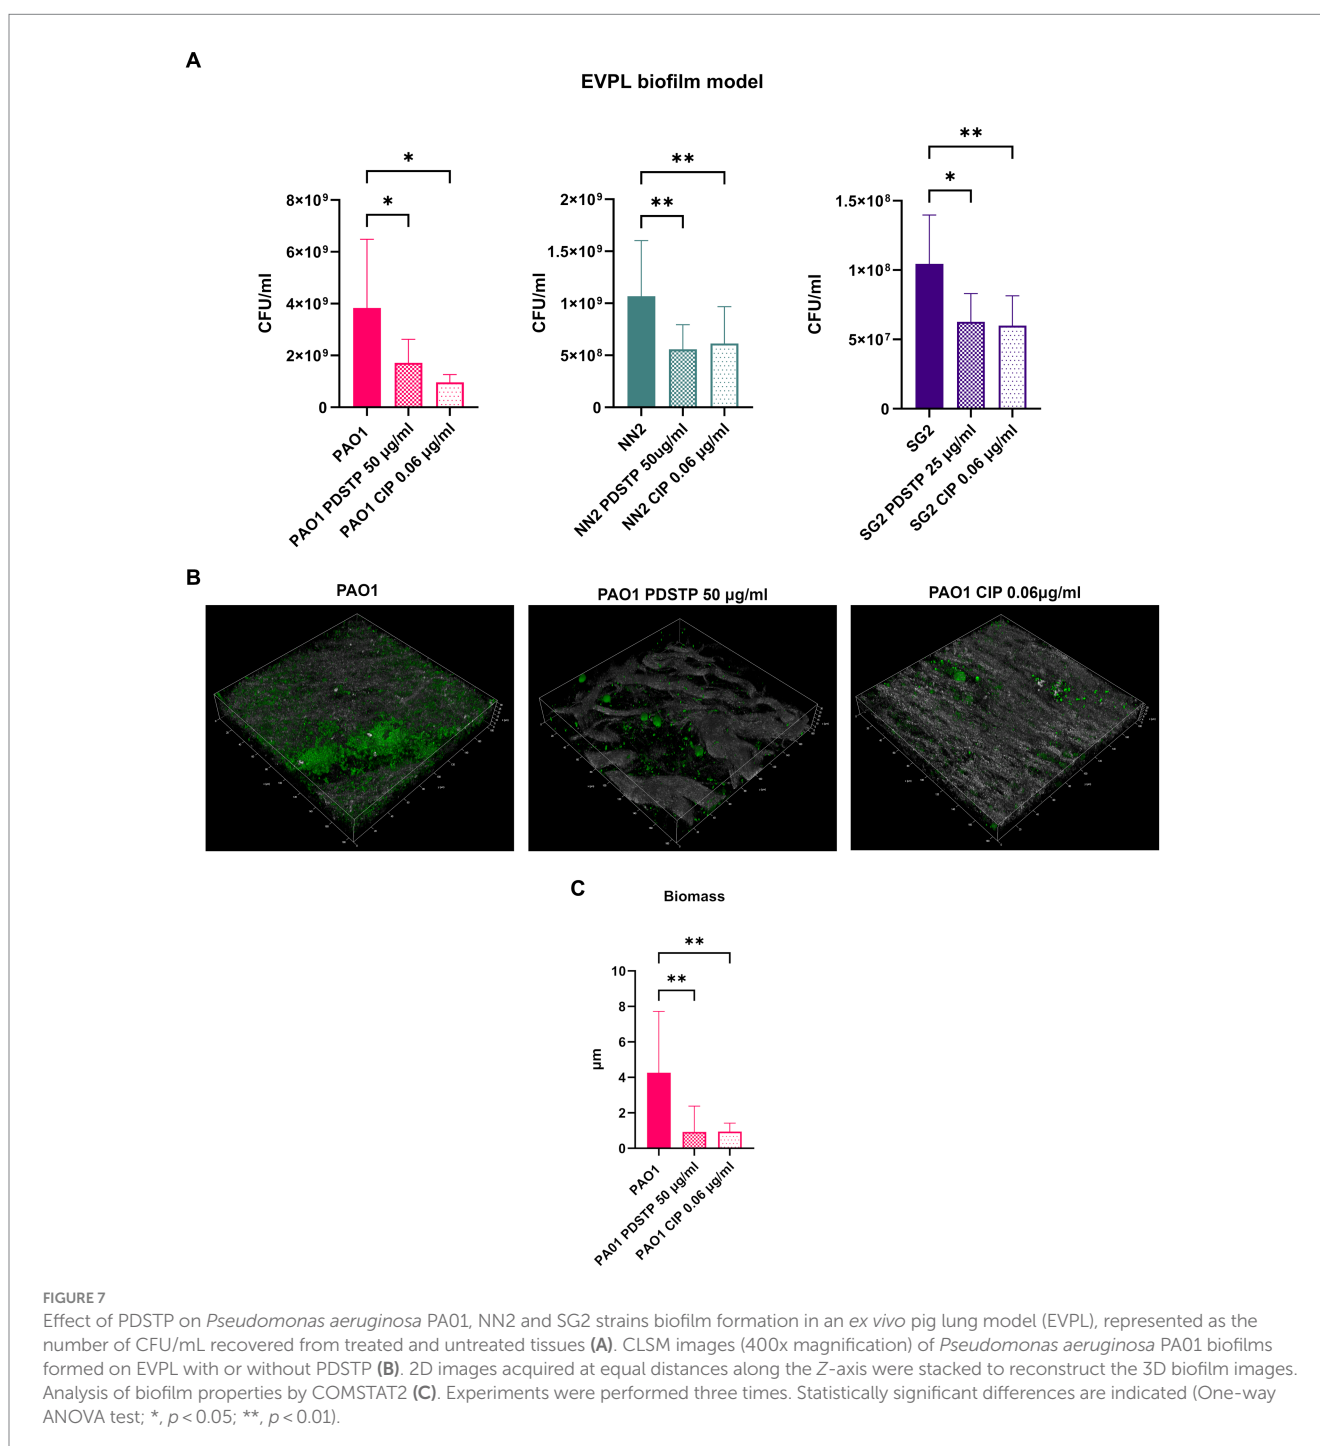 A
EVPL biofilm model
*
*
8×10⁹
6×10⁹
4×10⁹
2×10⁹
0
CFU/ml
PAO1
PAO1 PDSTP 50 µg/ml
PAO1 CIP 0.06 µg/ml
**
**
2×10⁹
1.5×10⁹
1×10⁹
5×10⁸
0
CFU/ml
NN2
NN2 PDSTP 50ug/ml
NN2 CIP 0.06 µg/ml
**
*
1.5×10⁸
1×10⁸
5×10⁷
0
CFU/ml
SG2
SG2 PDSTP 25 µg/ml
SG2 CIP 0.06 µg/ml
B
PAO1
PAO1 PDSTP 50 µg/ml
PAO1 CIP 0.06µg/ml
C
Biomass
**
**
10
8
6
4
2
0
µm
PAO1
PA01 PDSTP 50 µg/ml
PAO1 CIP 0.06 µg/ml
FIGURE 7
Effect of PDSTP on Pseudomonas aeruginosa PA01, NN2 and SG2 strains biofilm formation in an ex vivo pig lung model (EVPL), represented as the
number of CFU/mL recovered from treated and untreated tissues (A). CLSM images (400x magnification) of Pseudomonas aeruginosa PA01 biofilms
formed on EVPL with or without PDSTP (B). 2D images acquired at equal distances along the Z-axis were stacked to reconstruct the 3D biofilm images.
Analysis of biofilm properties by COMSTAT2 (C). Experiments were performed three times. Statistically significant differences are indicated (One-way
ANOVA test; *, p < 0.05; **, p < 0.01).